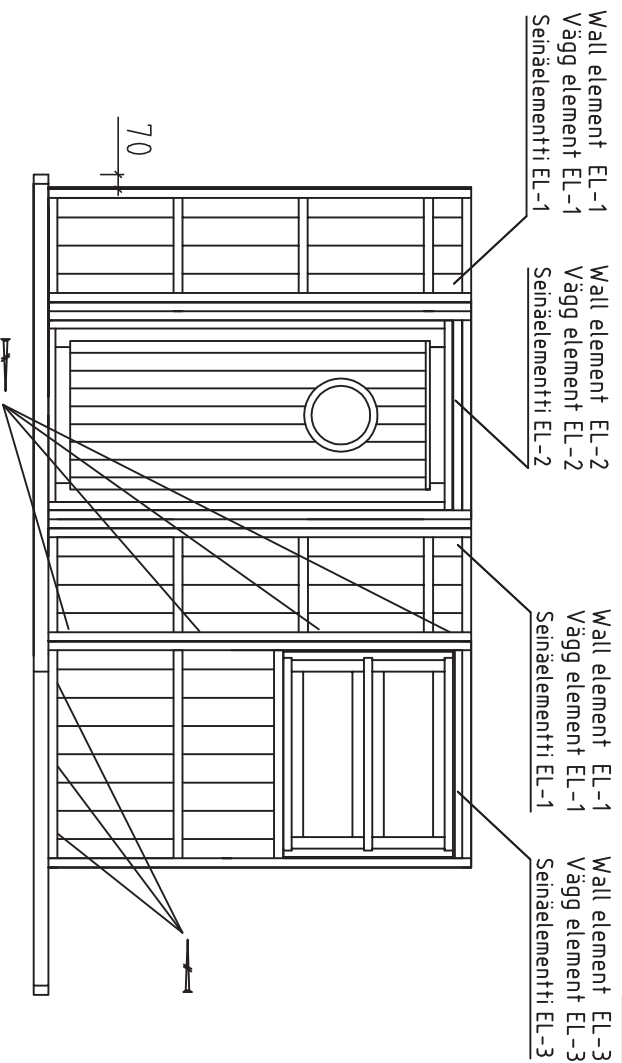 Wall element EL-1
Vägg element EL-1
Seinäelementti EL-1
Wall element EL-2
Vägg element EL-2
Seinäelementti EL-2
Wall element EL-1
Vägg element EL-1
Seinäelementti EL-1
Wall element EL-3
Vägg element EL-3
Seinäelementti EL-3
70